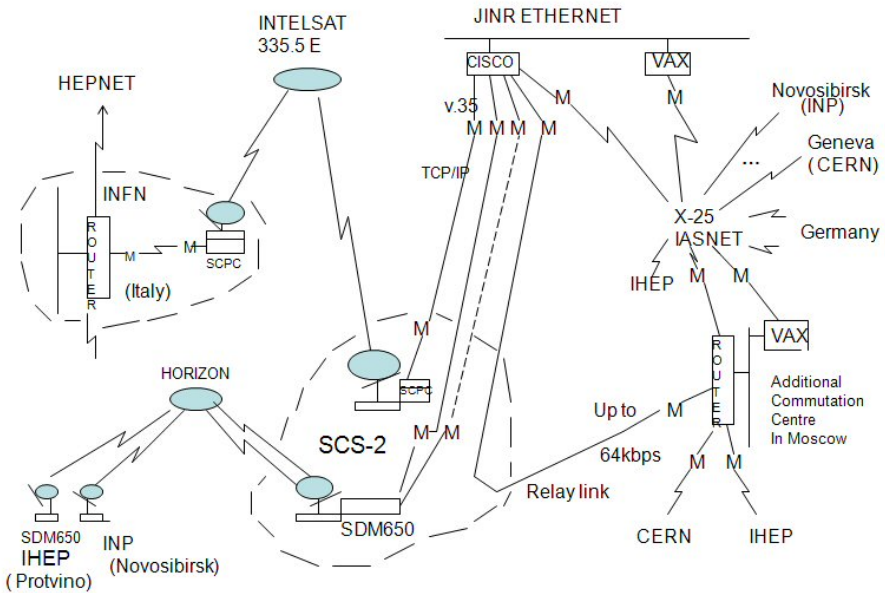 INTELSAT
335.5 E
JINR ETHERNET
CISCO
VAX
HEPNET
v.35
M
M
M M M M
Novosibirsk
(INP)
...
Geneva
( CERN)
TCP/IP
INFN
ROUTER
M
M
SCPC
(Italy)
X-25
IASNET
Germany
IHEP
M
M
M
VAX
ROUTER
HORIZON
SCPC
Additional
Commutation
Centre
In Moscow
Up to
M
64kbps
SCS-2
M
M
Relay link
M
M
SDM650
CERN
IHEP
SDM650
IHEP
( Protvino)
INP
(Novosibirsk)